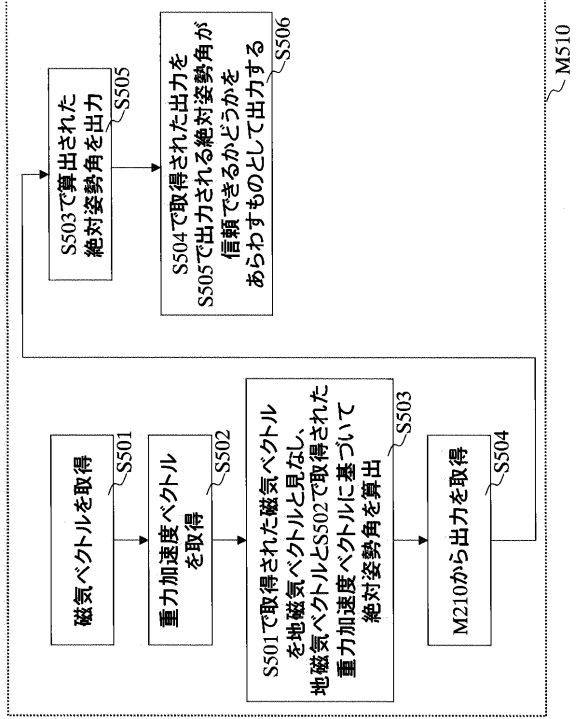 磁気ベクトルを取得
S501
重力加速度ベクトル
を取得
S502
S501で取得された磁気ベクトル
を地磁気ベクトルと見なし、
地磁気ベクトルとS502で取得された
重力加速度ベクトルに基づいて
絶対姿勢角を算出
S503
M210から出力を取得
S504
S503で算出された
絶対姿勢角を出力
S505
S504で取得された出力を
S505で出力される絶対姿勢角が
信頼できるかどうかを
あらわすものとして出力する
S506
M510